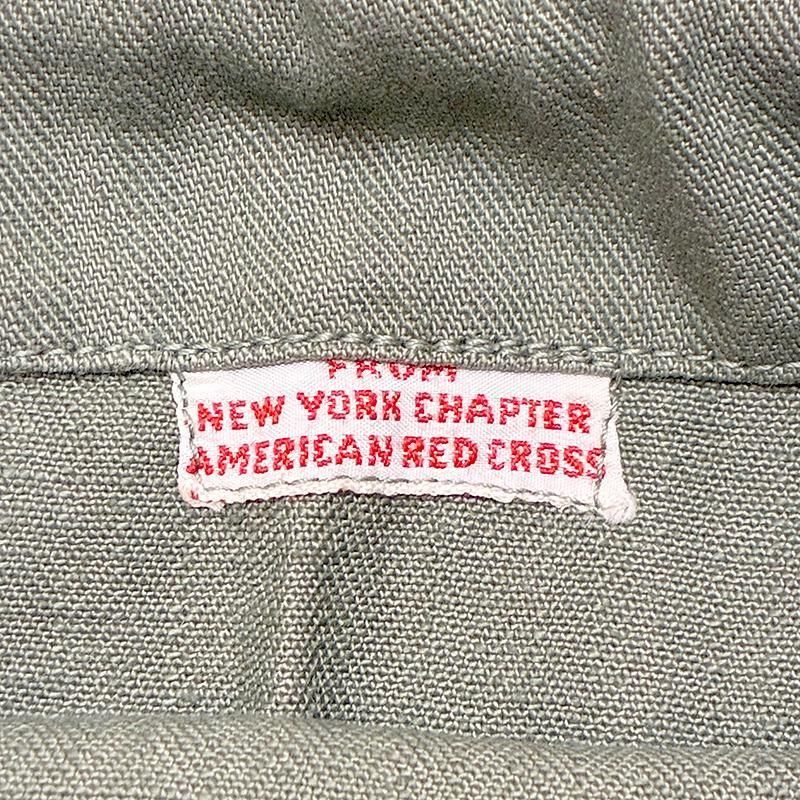 FROM
NEW YORK CHAPTER
AMERICAN RED CROSS